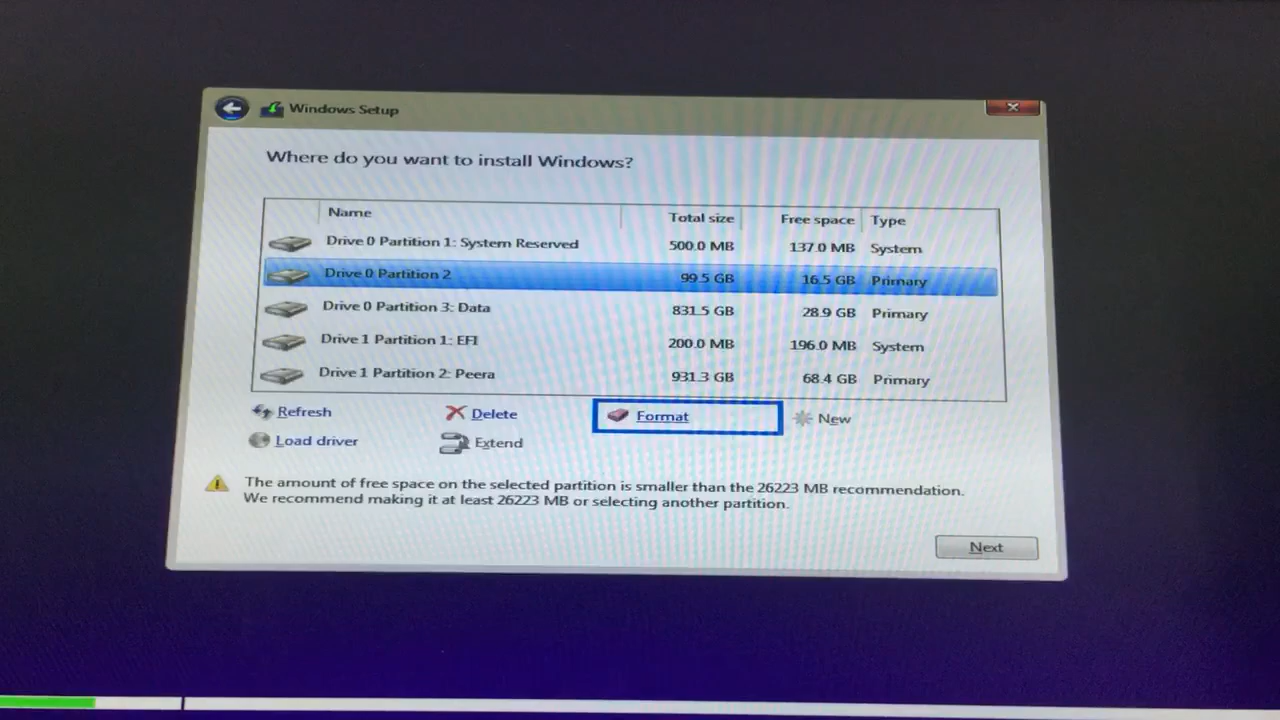 Windows Setup
Where do you want to install Windows?
Name Total size Free space Type
Drive 0 Partition 1: System Reserved 500.0 MB 137.0 MB System
Drive 0 Partition 2 99.5 GB 16.5 GB Primary
Drive 0 Partition 3: Data 831.5 GB 28.9 GB Primary
Drive 1 Partition 1: EFI 200.0 MB 196.0 MB System
Drive 1 Partition 2: Peera 931.3 GB 68.4 GB Primary
Refresh Delete Format New
Load driver Extend
The amount of free space on the selected partition is smaller than the 26223 MB recommendation.
We recommend making it at least 26223 MB or selecting another partition.
Next